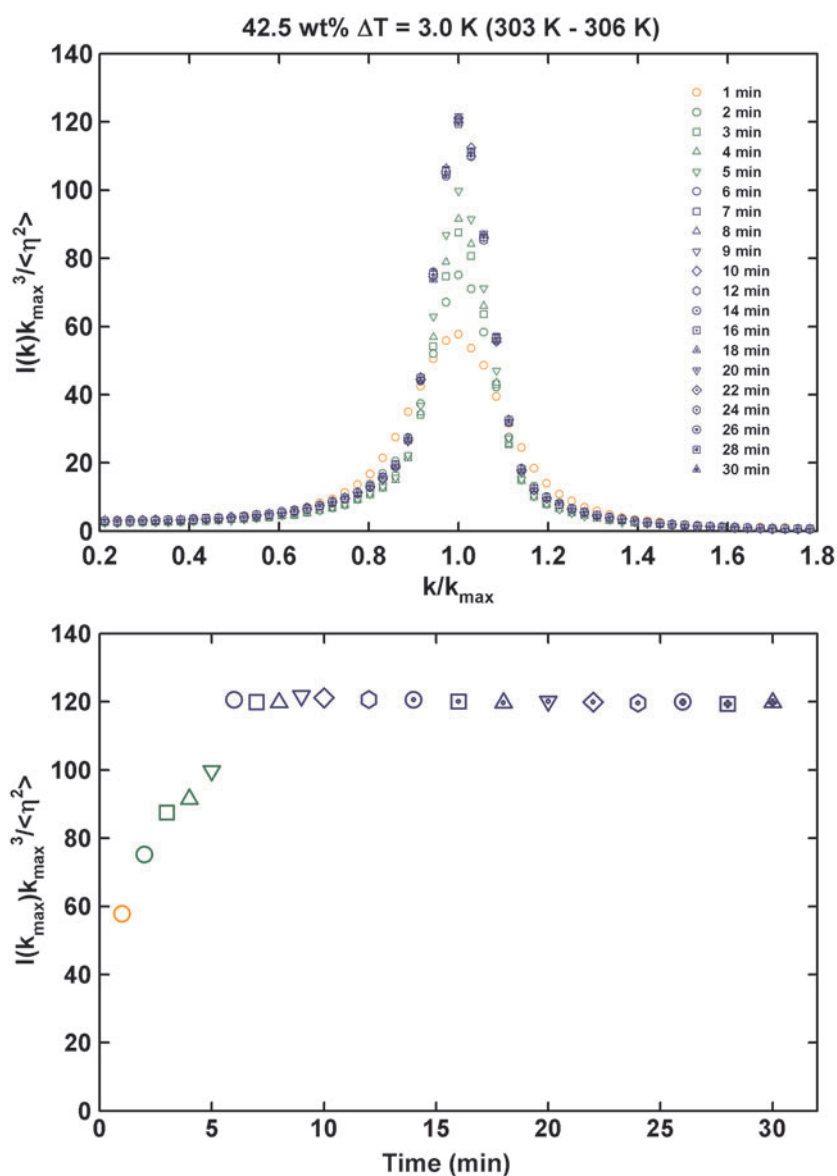 42.5 wt% ΔT = 3.0 K (303 K - 306 K)
140
120
100
80
60
40
20
0
I(k)k_max^3/<η^2>
1 min
2 min
3 min
4 min
5 min
6 min
7 min
8 min
9 min
10 min
12 min
14 min
16 min
18 min
20 min
22 min
24 min
26 min
28 min
30 min
0.2 0.4 0.6 0.8 1.0 1.2 1.4 1.6 1.8
k/k_max
140
120
100
80
60
40
20
0
I(k_max)k_max^3/<η^2>
0 5 10 15 20 25 30
Time (min)